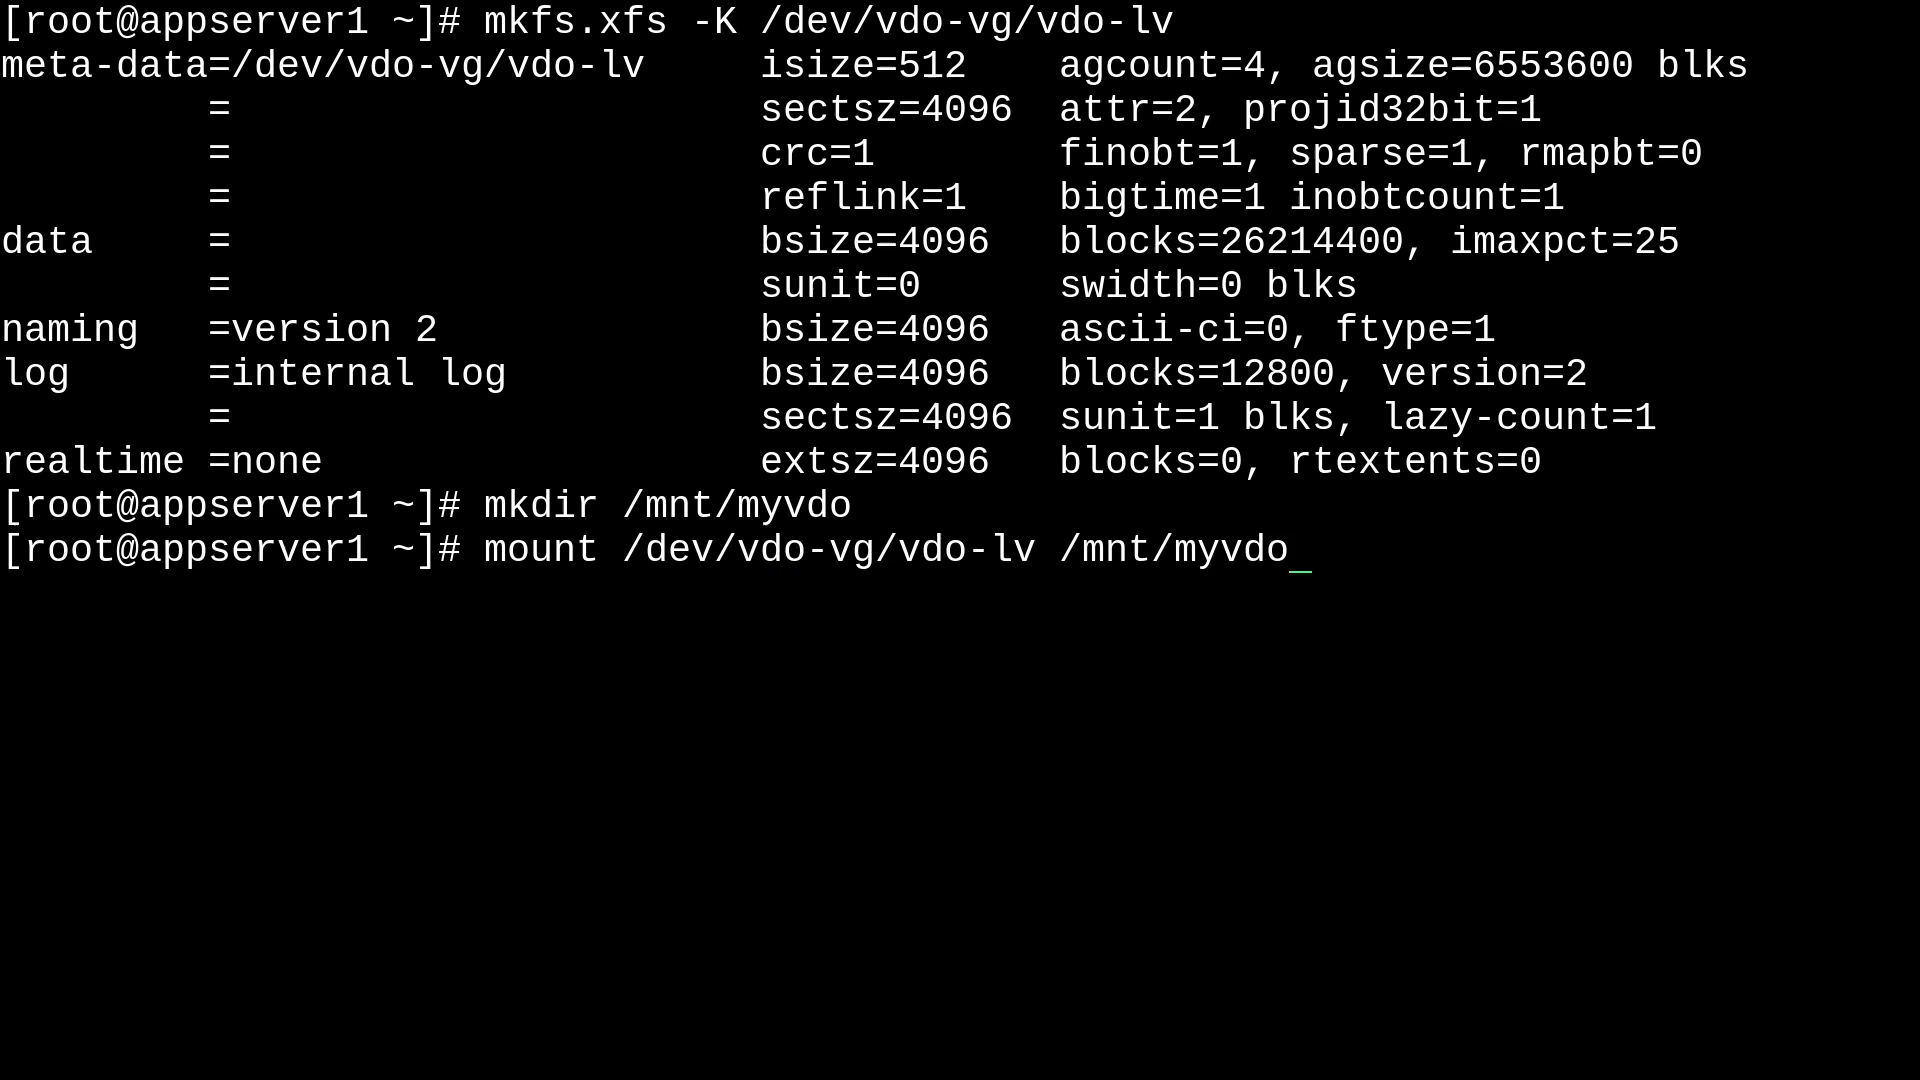 [root@appserver1 ~]# mkfs.xfs -K /dev/vdo-vg/vdo-lv
meta-data=/dev/vdo-vg/vdo-lv     isize=512    agcount=4, agsize=6553600 blks
         =                       sectsz=4096  attr=2, projid32bit=1
         =                       crc=1        finobt=1, sparse=1, rmapbt=0
         =                       reflink=1    bigtime=1 inobtcount=1
data     =                       bsize=4096   blocks=26214400, imaxpct=25
         =                       sunit=0      swidth=0 blks
naming   =version 2              bsize=4096   ascii-ci=0, ftype=1
log      =internal log           bsize=4096   blocks=12800, version=2
         =                       sectsz=4096  sunit=1 blks, lazy-count=1
realtime =none                   extsz=4096   blocks=0, rtextents=0
[root@appserver1 ~]# mkdir /mnt/myvdo
[root@appserver1 ~]# mount /dev/vdo-vg/vdo-lv /mnt/myvdo